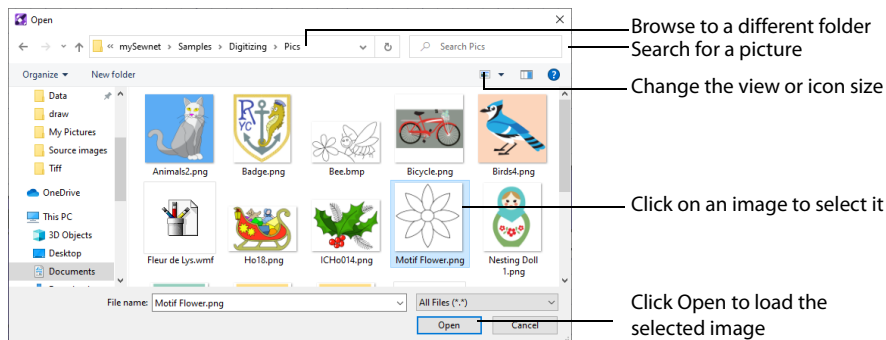 Open
Browse to a different folder
« mySewnet › Samples › Digitizing › Pics
Search Pics
Search for a picture
Organize
New folder
Change the view or icon size
Data
draw
My Pictures
Source images
Tiff
OneDrive
This PC
3D Objects
Desktop
Documents
Animals2.png
Badge.png
Bee.bmp
Bicycle.png
Birds4.png
R
YC
Click on an image to select it
Fleur de Lys.wmf
Ho18.png
ICHo014.png
Motif Flower.png
Nesting Doll
1.png
File name:
Motif Flower.png
All Files (*.*)
Click Open to load the
selected image
Open
Cancel